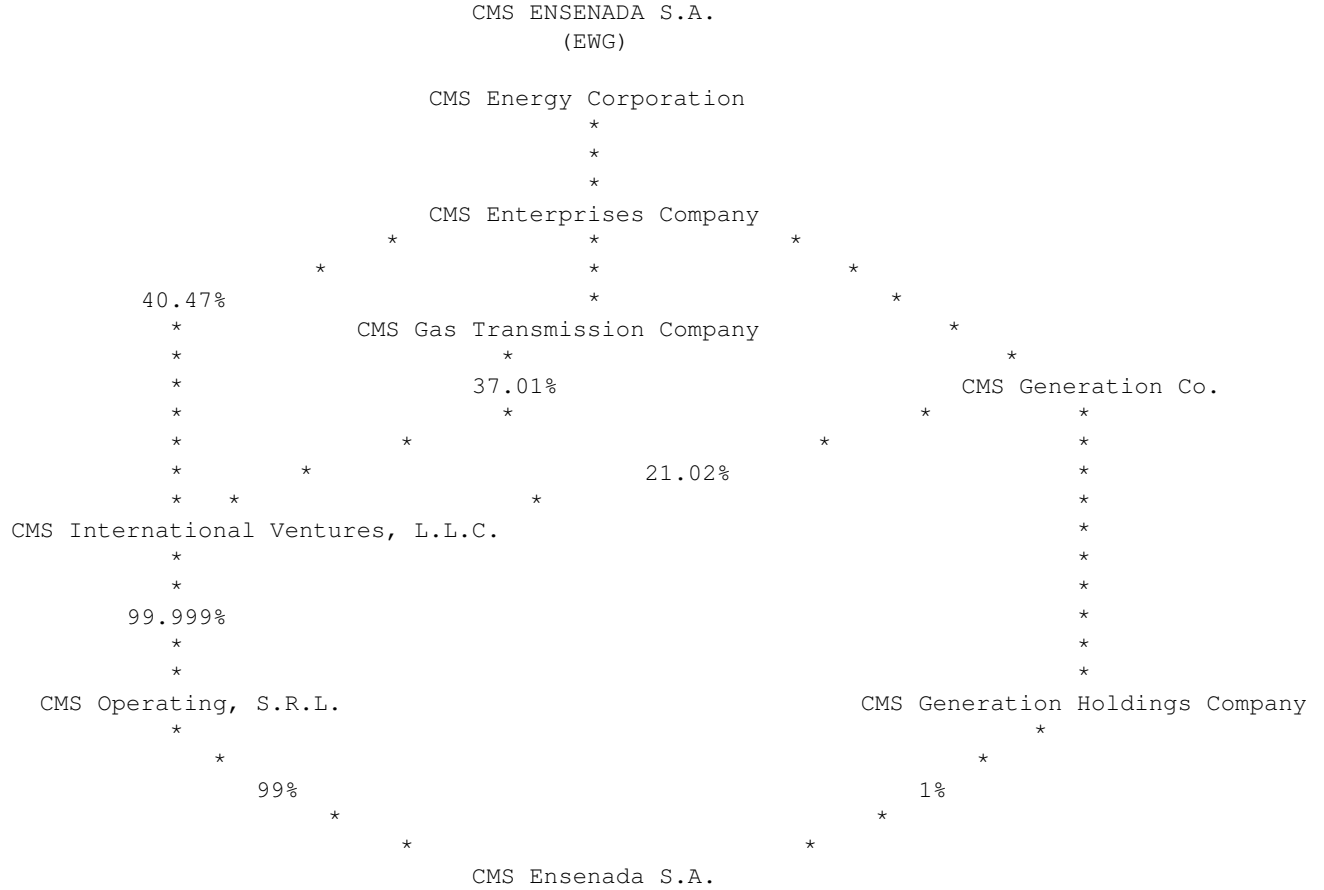 CMS ENSENADA S.A.
(EWG)
CMS Energy Corporation
*
*
*
CMS Enterprises Company
* * *
* * *
40.47% * *
* CMS Gas Transmission Company *
* * *
* 37.01% CMS Generation Co.
* * * *
* * * *
* * 21.02% *
* * * *
CMS International Ventures, L.L.C. *
* *
* *
99.999% *
* *
* *
CMS Operating, S.R.L. CMS Generation Holdings Company
* *
* *
99% 1%
* *
* *
CMS Ensenada S.A.